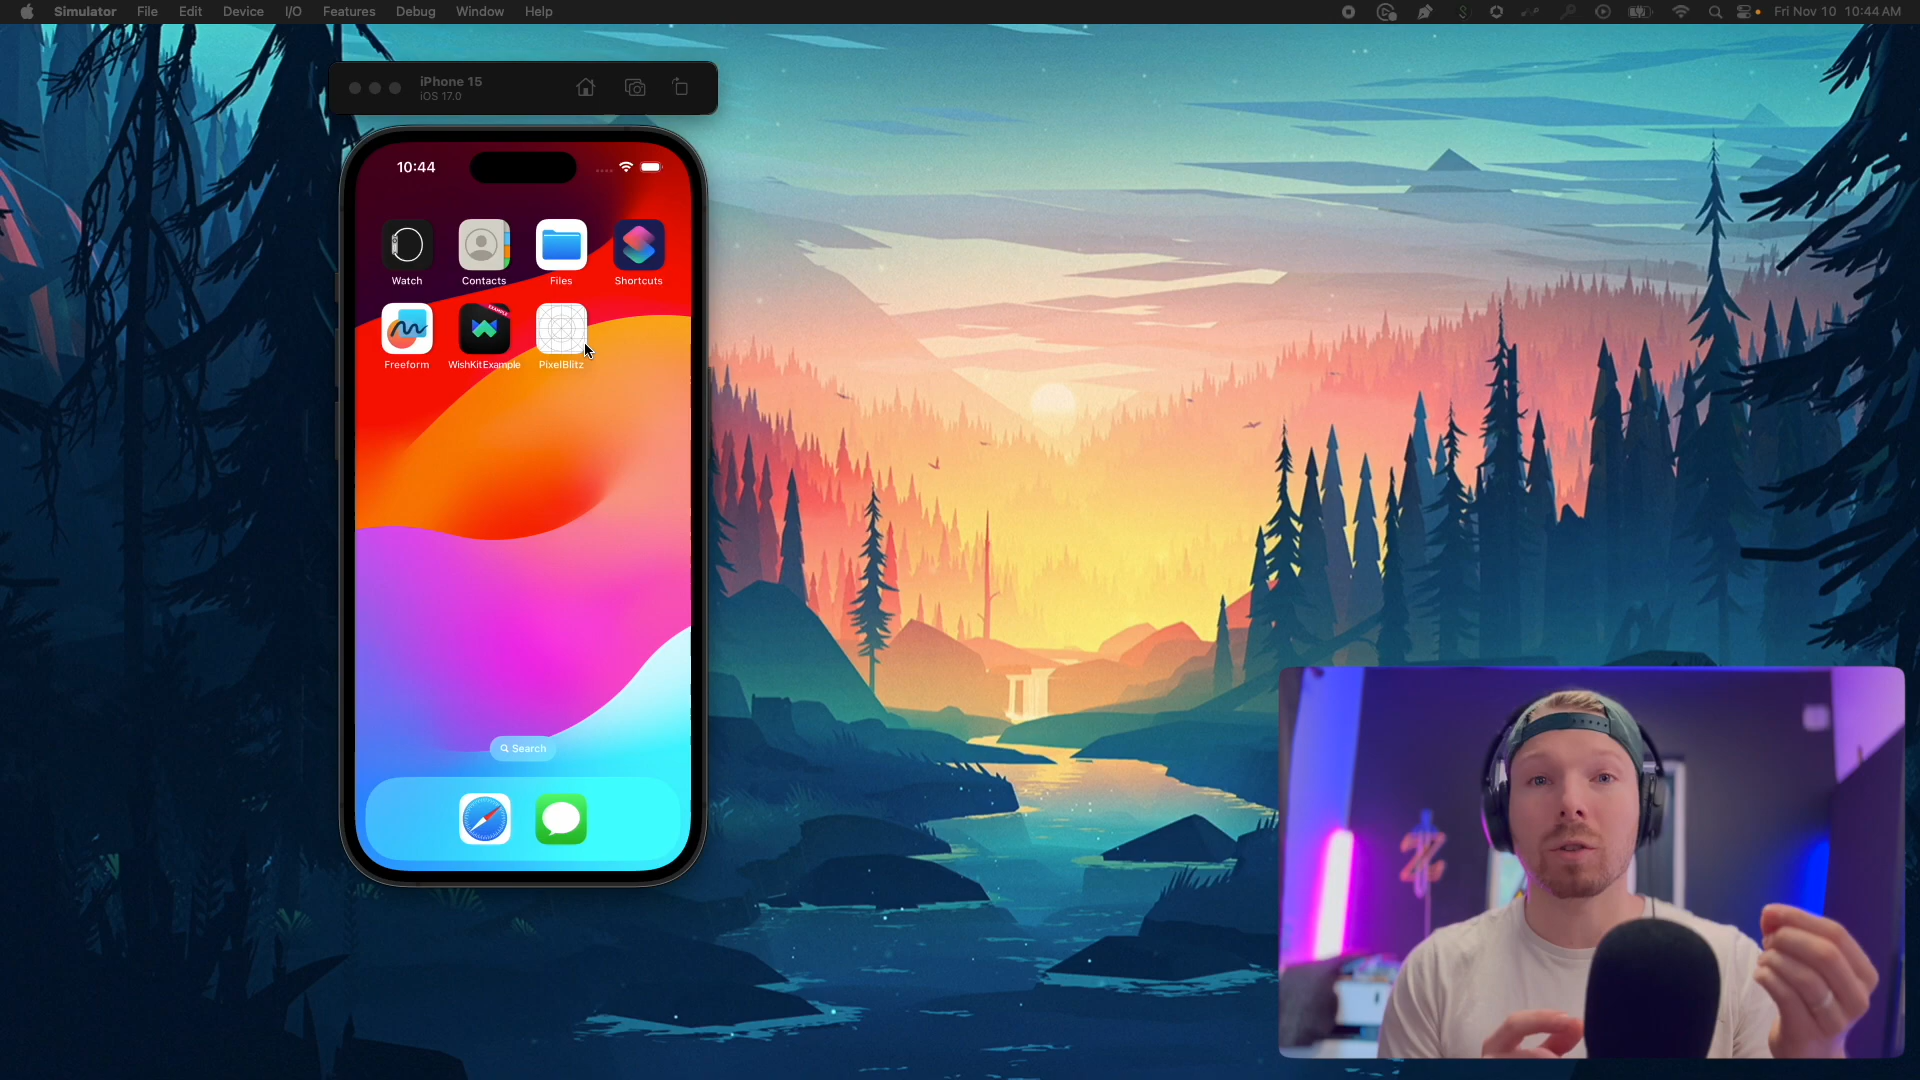 Simulator File Edit Device I/O Features Debug Window Help
Fri Nov 10 10:44 AM
iPhone 15
iOS 17.0
10:44
Watch Contacts Files Shortcuts
EXAMPLE
Freeform WishKitExample PixelBlitz
Search